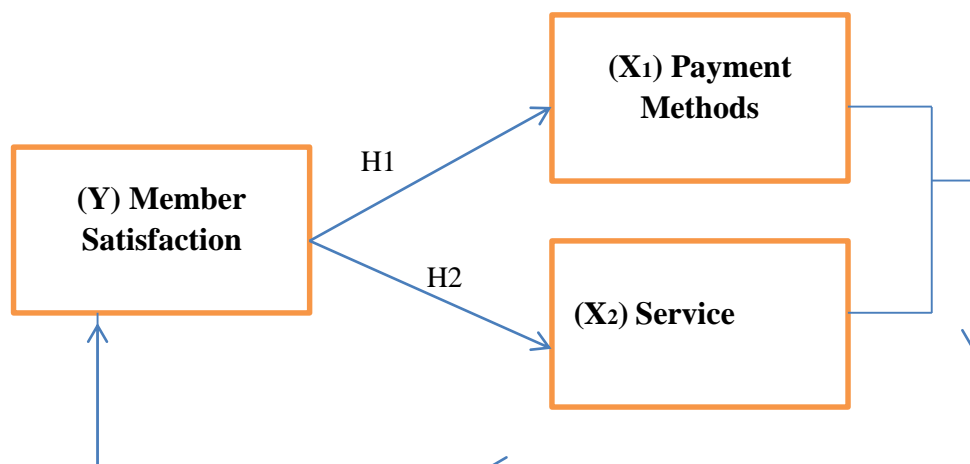 (X1) Payment
Methods
H1
(Y) Member
Satisfaction
H2
(X2) Service